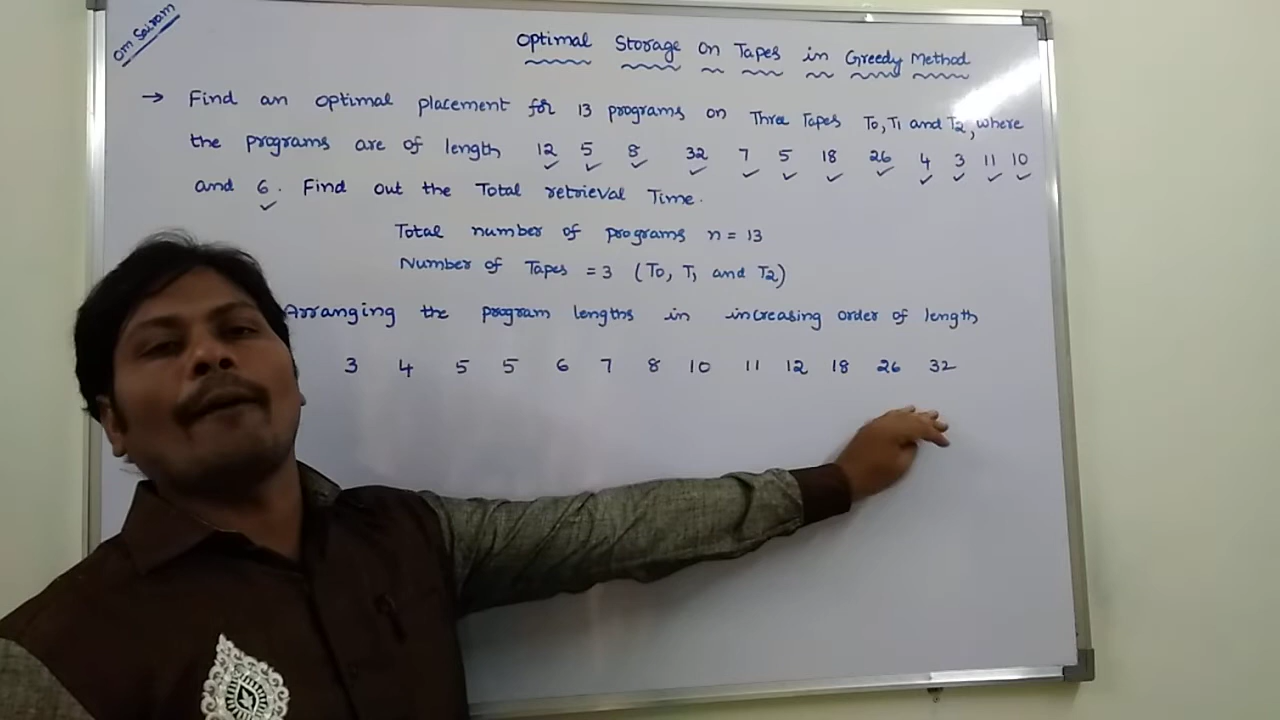 Om Sairam
Optimal Storage On Tapes in Greedy Method
→ Find an optimal placement for 13 programs on Three Tapes T0, T1 and T2, where
the programs are of length 12 5 8 32 7 5 18 26 4 3 11 10
and 6. Find out the Total retrieval Time.
Total number of programs n = 13
Number of Tapes = 3 (T0, T1 and T2)
Arranging the program lengths in increasing order of length
3 4 5 5 6 7 8 10 11 12 18 26 32